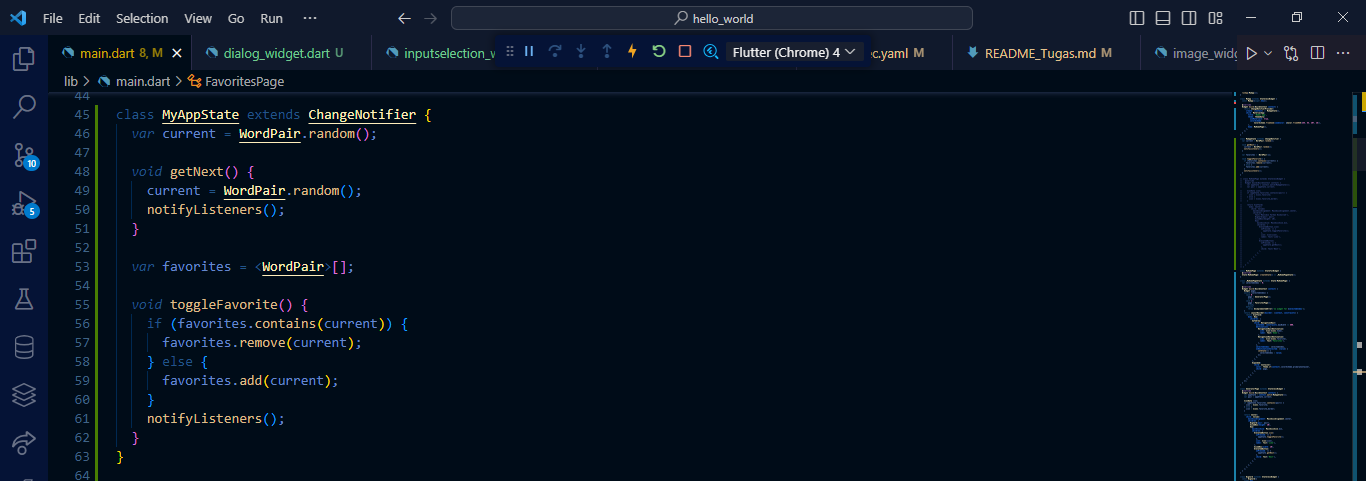 File Edit Selection View Go Run ··· hello_world
main.dart 8, M dialog_widget.dart U inputselection_w Flutter (Chrome) 4 ec.yaml M README_Tugas.md M image_widg
lib > main.dart > FavoritesPage
44
45 class MyAppState extends ChangeNotifier {
46 var current = WordPair.random();
47
48 void getNext() {
49 current = WordPair.random();
50 notifyListeners();
51 }
52
53 var favorites = <WordPair>[];
54
55 void toggleFavorite() {
56 if (favorites.contains(current)) {
57 favorites.remove(current);
58 } else {
59 favorites.add(current);
60 }
61 notifyListeners();
62 }
63 }
64
10
5